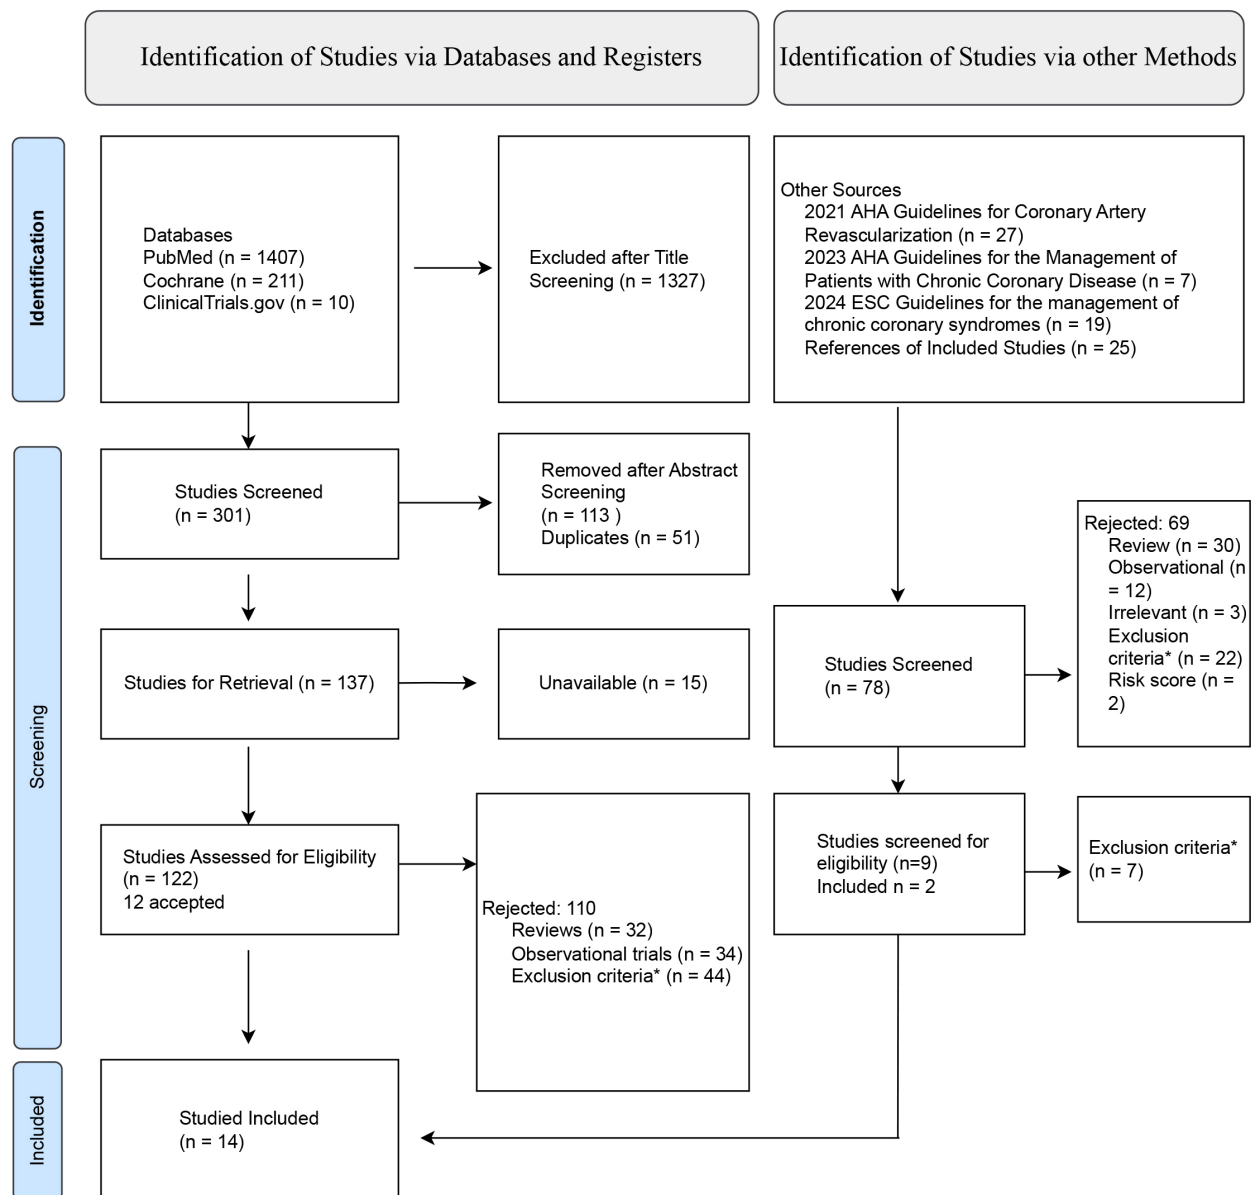 Identification of Studies via Databases and Registers
Identification of Studies via other Methods
Identification
Databases
PubMed (n = 1407)
Cochrane (n = 211)
ClinicalTrials.gov (n = 10)
Excluded after Title
Screening (n = 1327)
Other Sources
2021 AHA Guidelines for Coronary Artery
Revascularization (n = 27)
2023 AHA Guidelines for the Management of
Patients with Chronic Coronary Disease (n = 7)
2024 ESC Guidelines for the management of
chronic coronary syndromes (n = 19)
References of Included Studies (n = 25)
Screening
Studies Screened
(n = 301)
Removed after Abstract
Screening
(n = 113 )
Duplicates (n = 51)
Studies for Retrieval (n = 137)
Unavailable (n = 15)
Studies Screened
(n = 78)
Rejected: 69
Review (n = 30)
Observational (n
= 12)
Irrelevant (n = 3)
Exclusion
criteria* (n = 22)
Risk score (n =
2)
Studies Assessed for Eligibility
(n = 122)
12 accepted
Rejected: 110
Reviews (n = 32)
Observational trials (n = 34)
Exclusion criteria* (n = 44)
Studies screened for
eligibility (n=9)
Included n = 2
Exclusion criteria*
(n = 7)
Included
Studied Included
(n = 14)